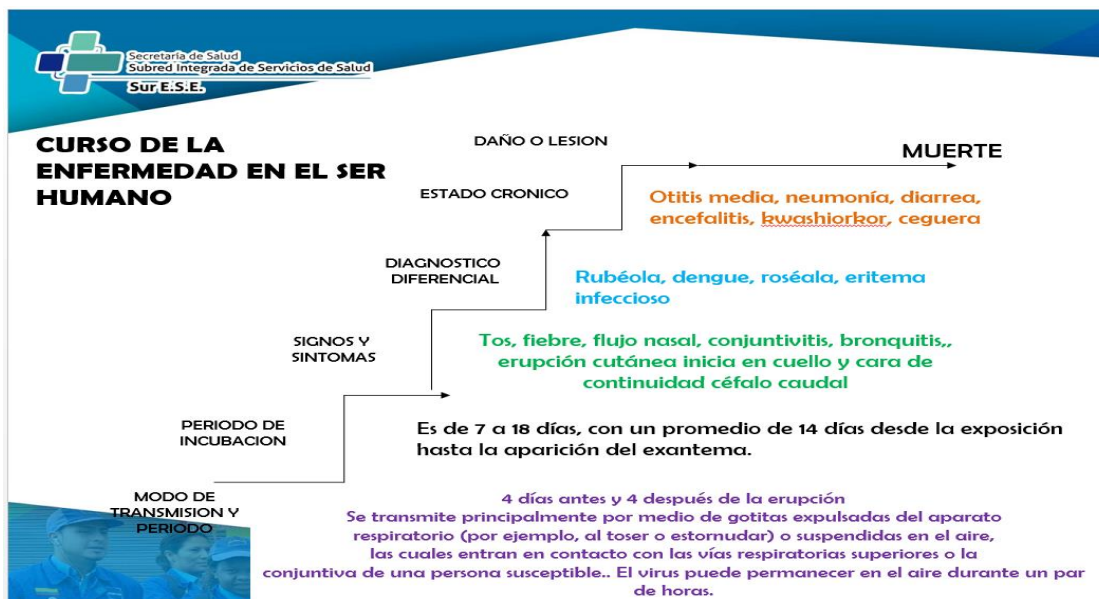 Secretaría de Salud
Subred Integrada de Servicios de Salud
Sur E.S.E.
CURSO DE LA
ENFERMEDAD EN EL SER
HUMANO
DAÑO O LESION
MUERTE
ESTADO CRONICO
Otitis media, neumonía, diarrea,
encefalitis, kwashiorkor, ceguera
DIAGNOSTICO
DIFERENCIAL
Rubéola, dengue, roséala, eritema
infeccioso
SIGNOS Y
SINTOMAS
Tos, fiebre, flujo nasal, conjuntivitis, bronquitis,,
erupción cutánea inicia en cuello y cara de
continuidad céfalo caudal
PERIODO DE
INCUBACION
Es de 7 a 18 días, con un promedio de 14 días desde la exposición
hasta la aparición del exantema.
MODO DE
TRANSMISION Y
PERIODO
4 días antes y 4 después de la erupción
Se transmite principalmente por medio de gotitas expulsadas del aparato
respiratorio (por ejemplo, al toser o estornudar) o suspendidas en el aire,
las cuales entran en contacto con las vías respiratorias superiores o la
conjuntiva de una persona susceptible.. El virus puede permanecer en el aire durante un par
de horas.